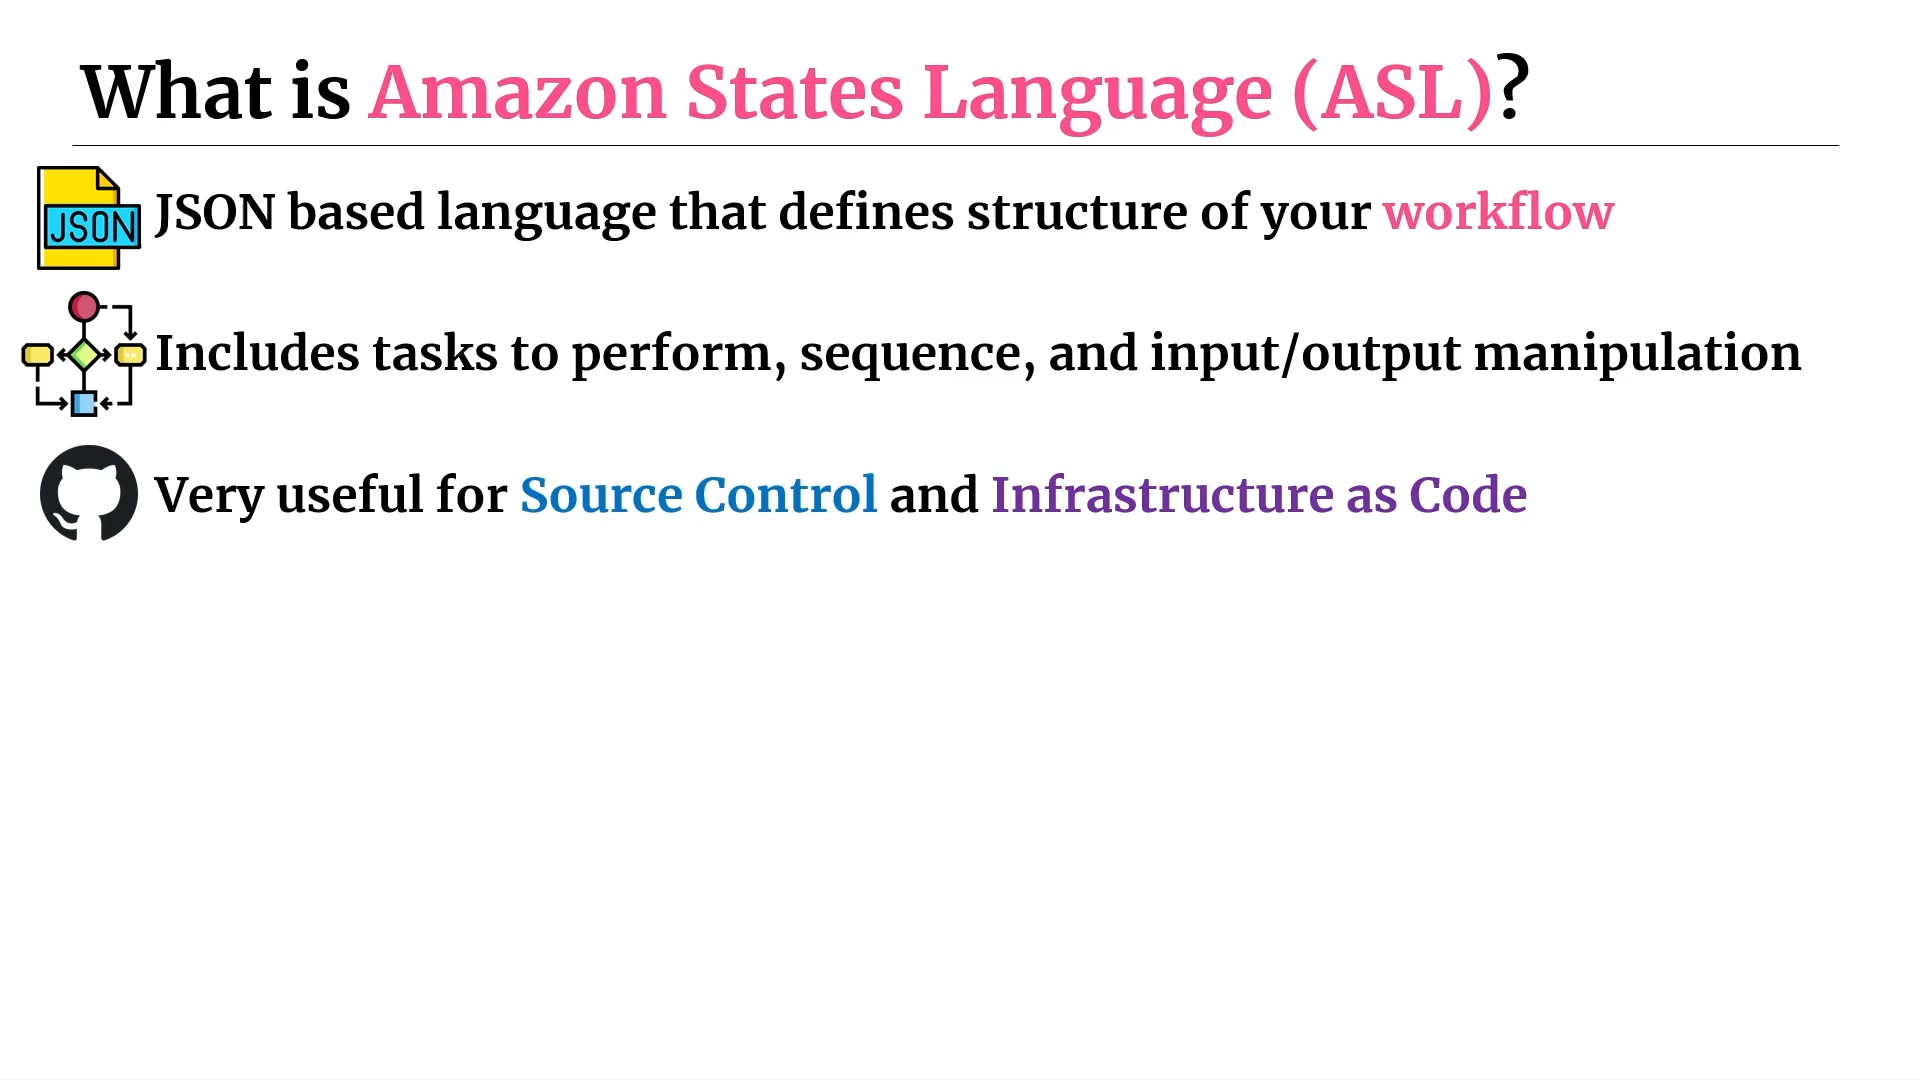 What is Amazon States Language (ASL)?
JSON
JSON based language that defines structure of your workflow
Includes tasks to perform, sequence, and input/output manipulation
Very useful for Source Control and Infrastructure as Code